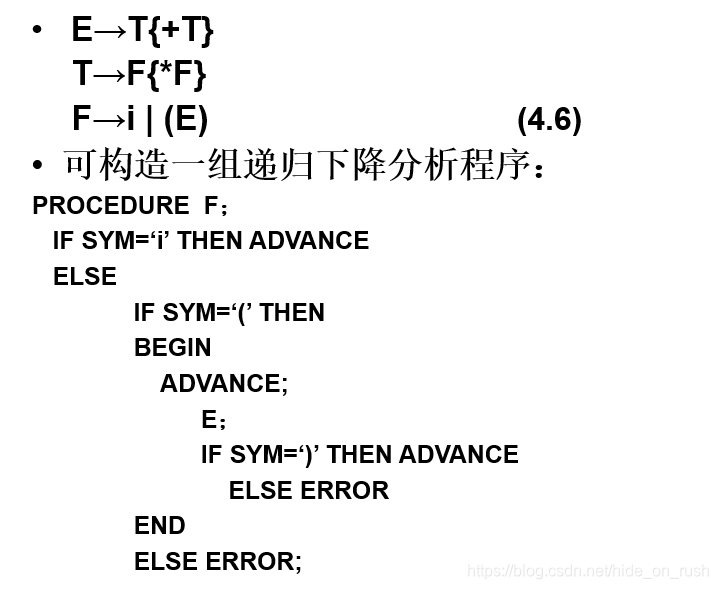 • E→T{+T}
T→F{*F}
F→i | (E) (4.6)
• 可构造一组递归下降分析程序：
PROCEDURE F；
IF SYM=‘i’ THEN ADVANCE
ELSE
IF SYM=‘(’ THEN
BEGIN
ADVANCE;
E；
IF SYM=‘)’ THEN ADVANCE
ELSE ERROR
END
ELSE ERROR;
https://blog.csdn.net/hide_on_rush